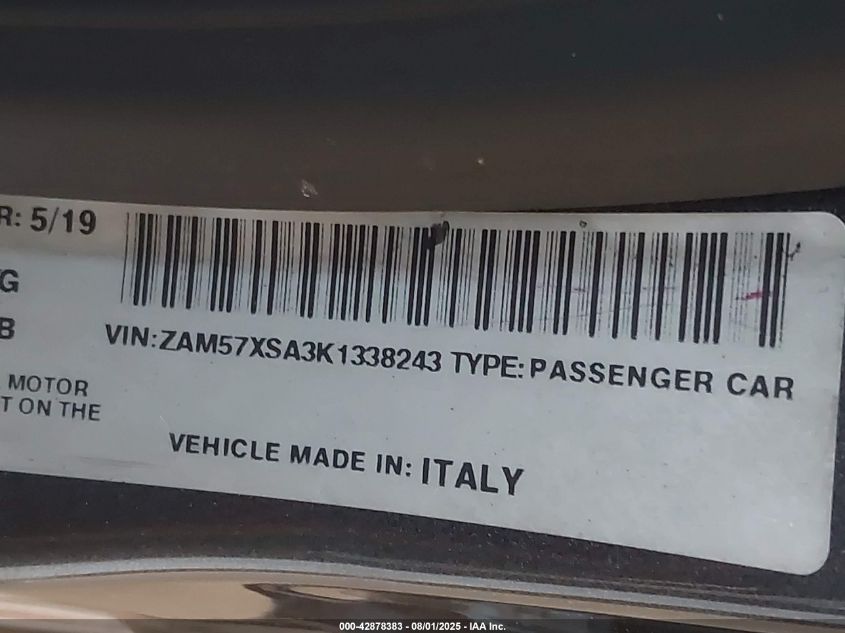 R: 5/19
G
B
VIN:ZAM57XSA3K1338243 TYPE:PASSENGER CAR
MOTOR
T ON THE
VEHICLE MADE IN: ITALY
000-42878383 - 08/01/2025 - IAA Inc.